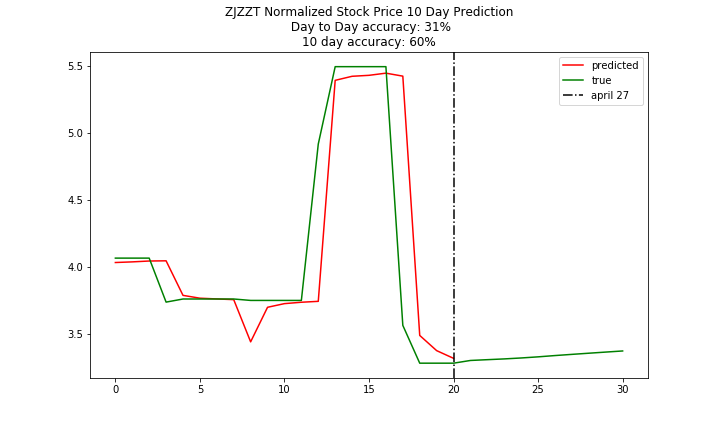 ZJZZT Normalized Stock Price 10 Day Prediction
Day to Day accuracy: 31%
10 day accuracy: 60%
predicted
true
april 27
5.5
5.0
4.5
4.0
3.5
0 5 10 15 20 25 30